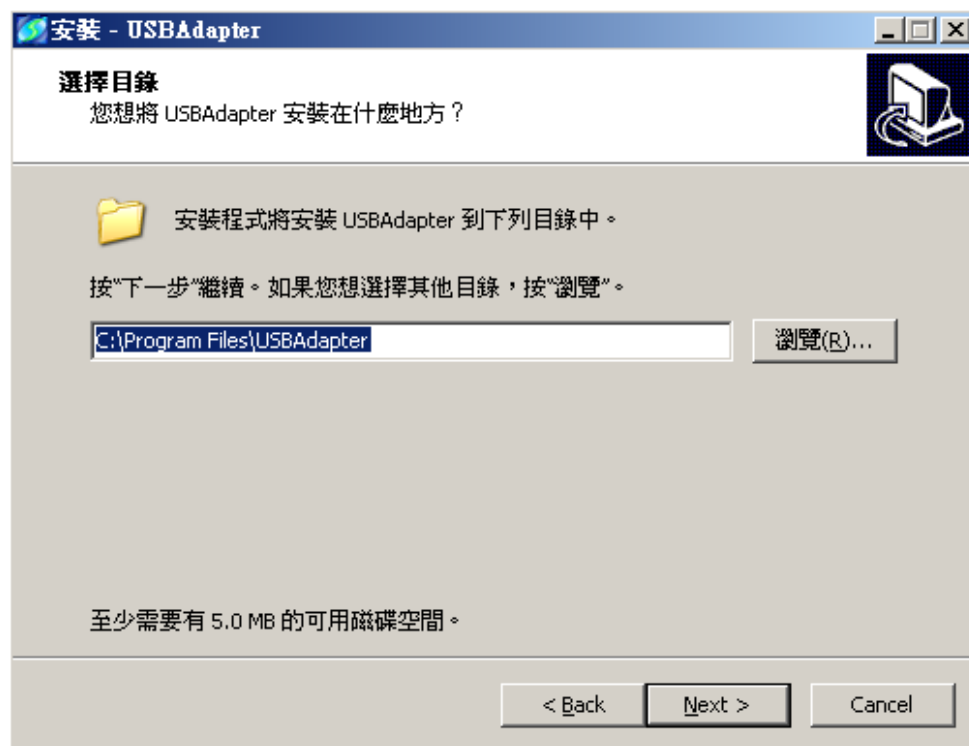 安裝 - USBAdapter
選擇目錄
您想將 USBAdapter 安裝在什麼地方？
安裝程式將安裝 USBAdapter 到下列目錄中。
按"下一步"繼續。如果您想選擇其他目錄，按"瀏覽"。
C:\Program Files\USBAdapter
瀏覽(R)...
至少需要有 5.0 MB 的可用磁碟空間。
< Back Next > Cancel